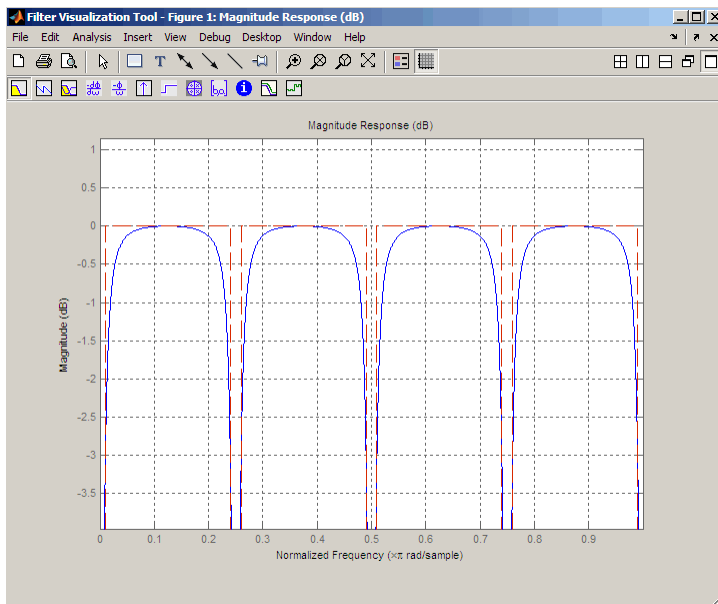 Filter Visualization Tool - Figure 1: Magnitude Response (dB)
File Edit Analysis Insert View Debug Desktop Window Help
Magnitude Response (dB)
1
0.5
0
-0.5
-1
-1.5
-2
-2.5
-3
-3.5
Magnitude (dB)
0 0.1 0.2 0.3 0.4 0.5 0.6 0.7 0.8 0.9
Normalized Frequency (×π rad/sample)